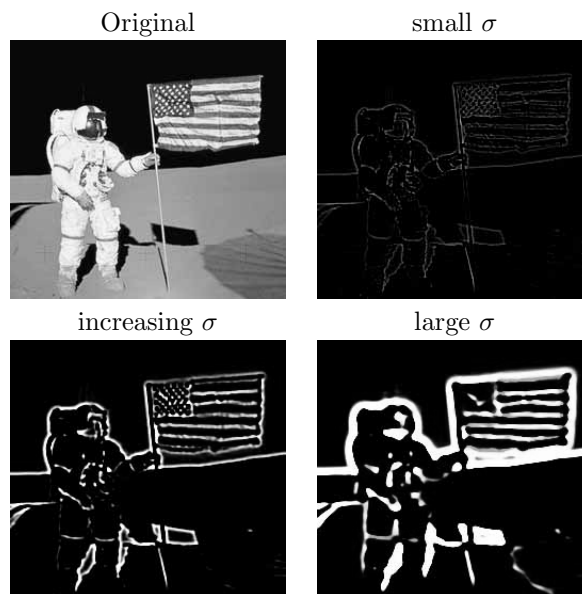 Original
small σ
increasing σ
large σ